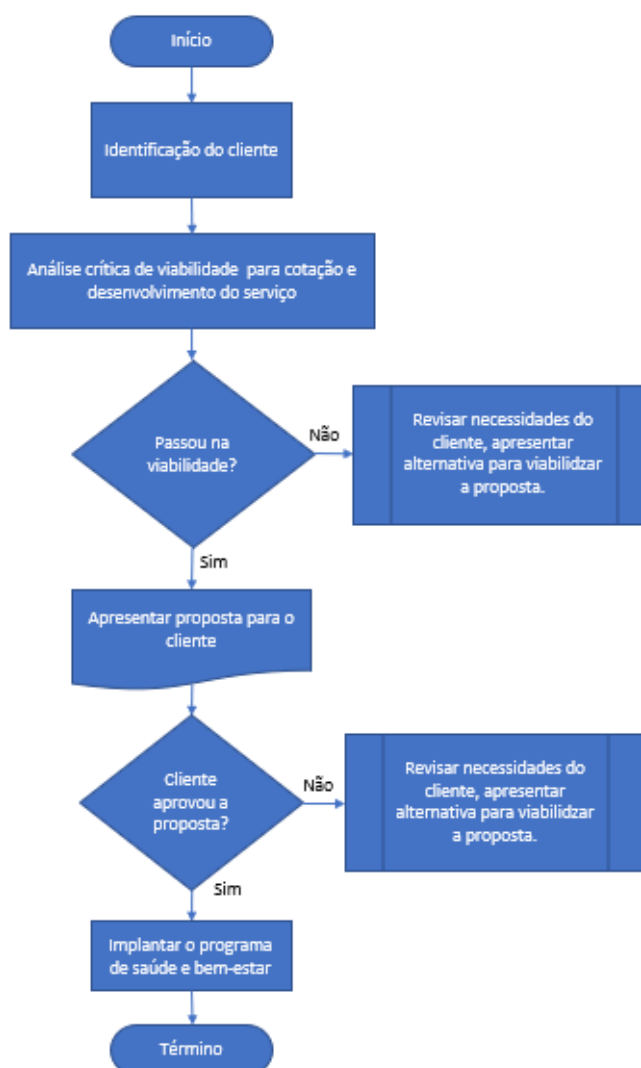 Início
Identificação do cliente
Análise crítica de viabilidade para cotação e
desenvolvimento do serviço
Passou na
viabilidade?
Não
Revisar necessidades do
cliente, apresentar
alternativa para viabilidzar
a proposta.
Sim
Apresentar proposta para o
cliente
Cliente
aprovou a
proposta?
Não
Revisar necessidades do
cliente, apresentar
alternativa para viabilidzar
a proposta.
Sim
Implantar o programa
de saúde e bem-estar
Término